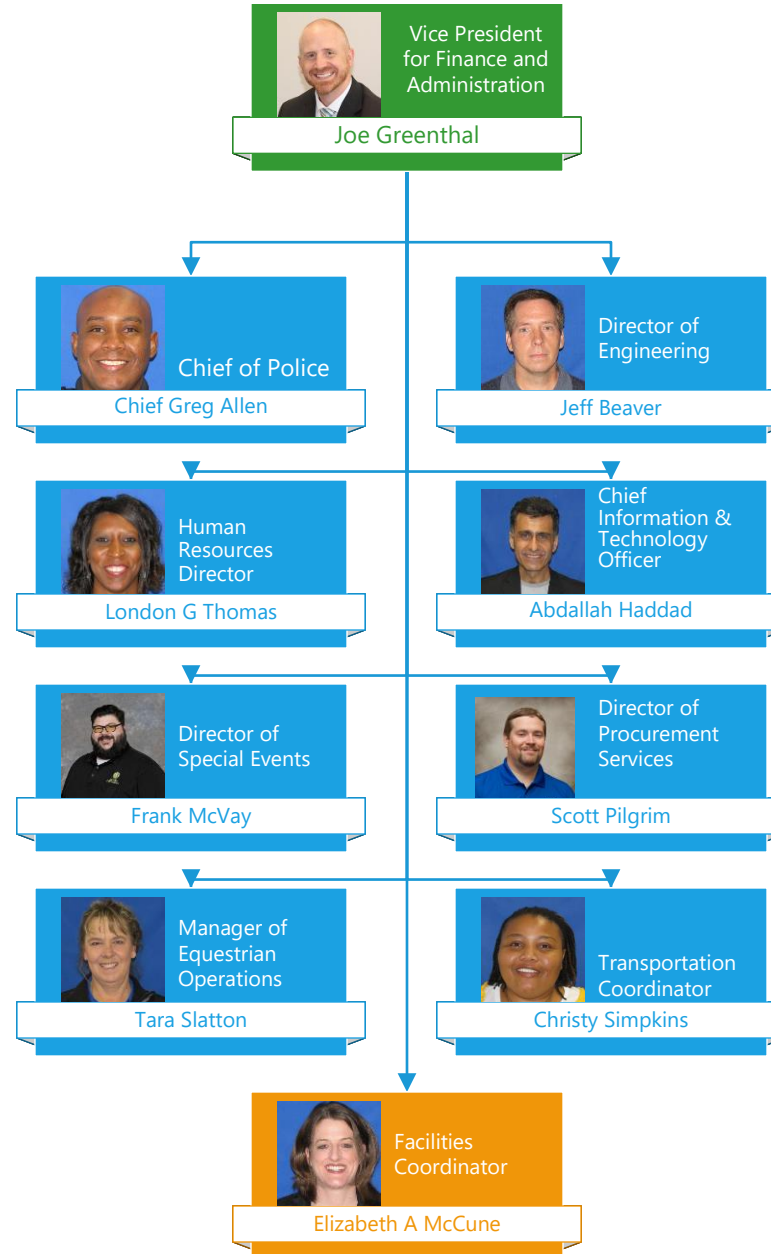 Vice President
for Finance and
Administration
Joe Greenthal
Chief of Police
Chief Greg Allen
Director of
Engineering
Jeff Beaver
Human
Resources
Director
London G Thomas
Chief
Information &
Technology
Officer
Abdallah Haddad
Director of
Special Events
Frank McVay
Director of
Procurement
Services
Scott Pilgrim
Manager of
Equestrian
Operations
Tara Slatton
Transportation
Coordinator
Christy Simpkins
Facilities
Coordinator
Elizabeth A McCune